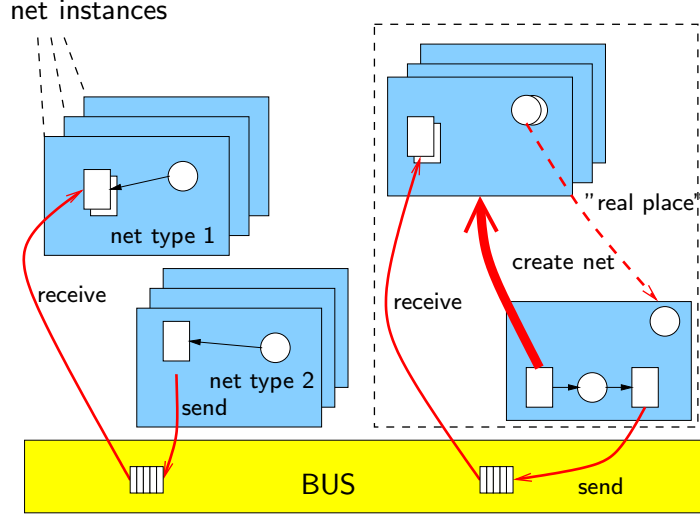 net instances
net type 1
receive
net type 2
send
"real place"
create net
receive
BUS
send